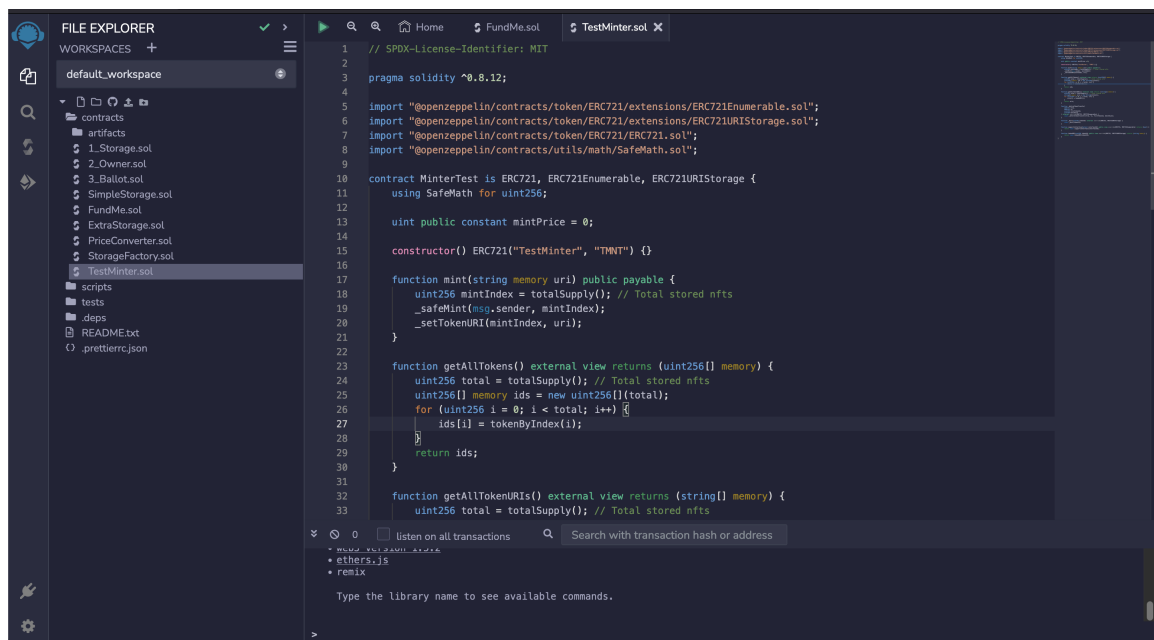 FILE EXPLORER
WORKSPACES +
default_workspace
contracts
artifacts
1_Storage.sol
2_Owner.sol
3_Ballot.sol
SimpleStorage.sol
FundMe.sol
ExtraStorage.sol
PriceConverter.sol
StorageFactory.sol
TestMinter.sol
scripts
tests
.deps
README.txt
.prettierrc.json
Home FundMe.sol TestMinter.sol
1 // SPDX-License-Identifier: MIT
2
3 pragma solidity ^0.8.12;
4
5 import "@openzeppelin/contracts/token/ERC721/extensions/ERC721Enumerable.sol";
6 import "@openzeppelin/contracts/token/ERC721/extensions/ERC721URIStorage.sol";
7 import "@openzeppelin/contracts/token/ERC721/ERC721.sol";
8 import "@openzeppelin/contracts/utils/math/SafeMath.sol";
9
10 contract MinterTest is ERC721, ERC721Enumerable, ERC721URIStorage {
11 using SafeMath for uint256;
12
13 uint public constant mintPrice = 0;
14
15 constructor() ERC721("TestMinter", "TMNT") {}
16
17 function mint(string memory uri) public payable {
18 uint256 mintIndex = totalSupply(); // Total stored nfts
19 _safeMint(msg.sender, mintIndex);
20 _setTokenURI(mintIndex, uri);
21 }
22
23 function getAllTokens() external view returns (uint256[] memory) {
24 uint256 total = totalSupply(); // Total stored nfts
25 uint256[] memory ids = new uint256[](total);
26 for (uint256 i = 0; i < total; i++) {
27 ids[i] = tokenByIndex(i);
28 }
29 return ids;
30 }
31
32 function getAllTokenURIs() external view returns (string[] memory) {
33 uint256 total = totalSupply(); // Total stored nfts
0 listen on all transactions Search with transaction hash or address
• web3 version 1.5.2
• ethers.js
• remix
Type the library name to see available commands.
>